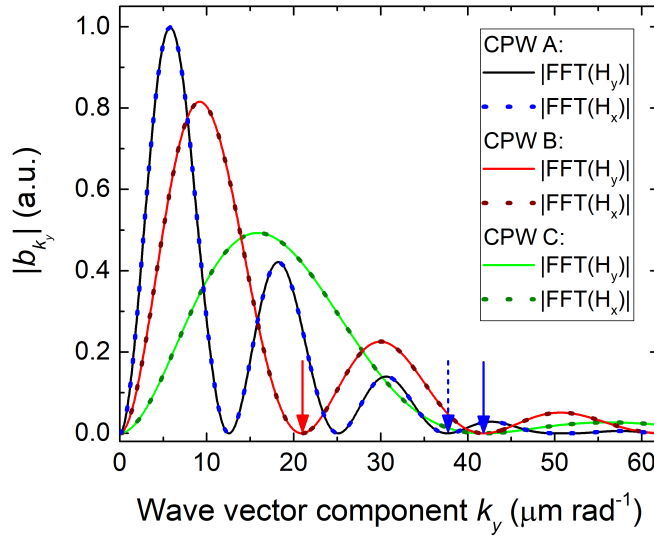 CPW A:
|FFT(H_y)|
|FFT(H_x)|
CPW B:
|FFT(H_y)|
|FFT(H_x)|
CPW C:
|FFT(H_y)|
|FFT(H_x)|
|b_{k_y}| (a.u.)
1.0
0.8
0.6
0.4
0.2
0.0
0 10 20 30 40 50 60
Wave vector component k_y (μm rad⁻¹)